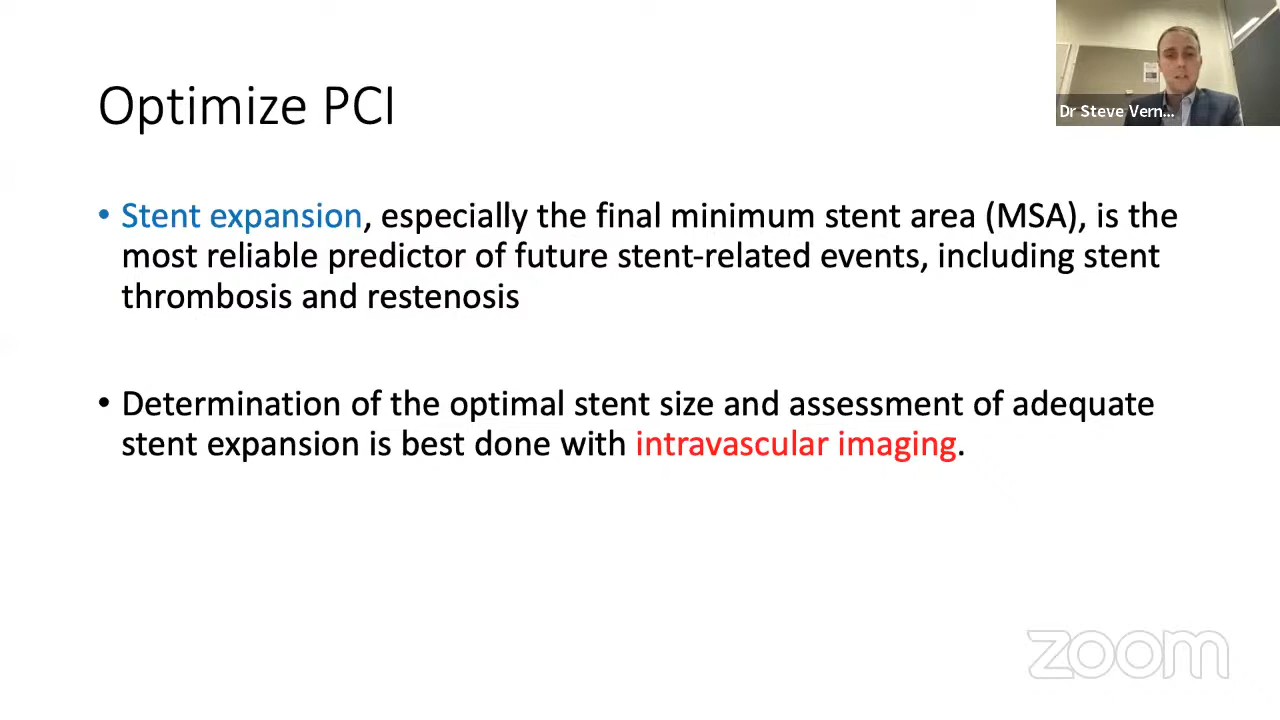 Optimize PCI
• Stent expansion, especially the final minimum stent area (MSA), is the
most reliable predictor of future stent-related events, including stent
thrombosis and restenosis
• Determination of the optimal stent size and assessment of adequate
stent expansion is best done with intravascular imaging.
Dr Steve Vern...
zoom